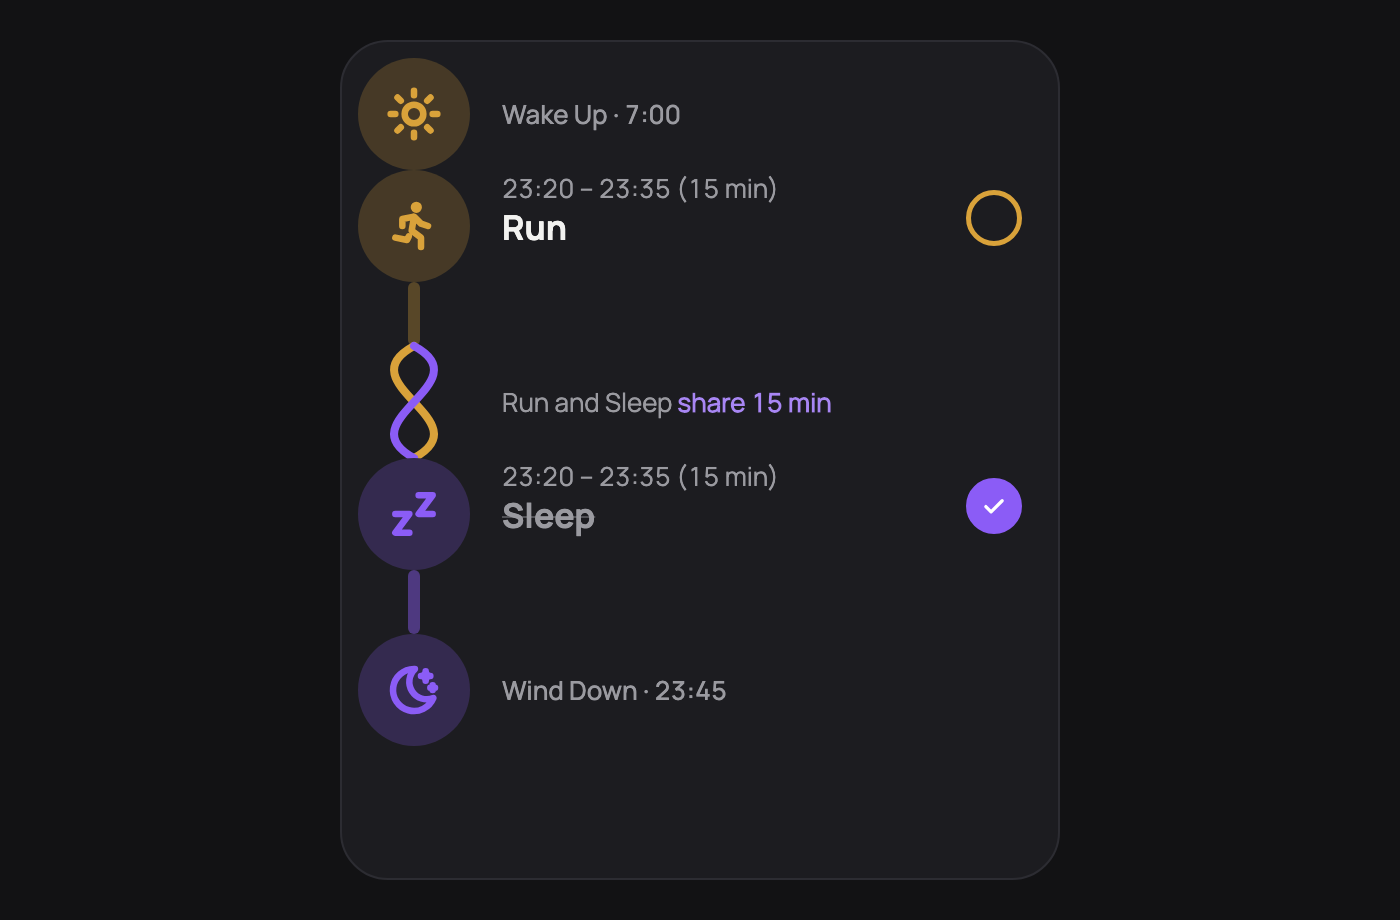 Wake Up · 7:00
23:20 – 23:35 (15 min)
Run
Run and Sleep share 15 min
23:20 – 23:35 (15 min)
Sleep
Wind Down · 23:45